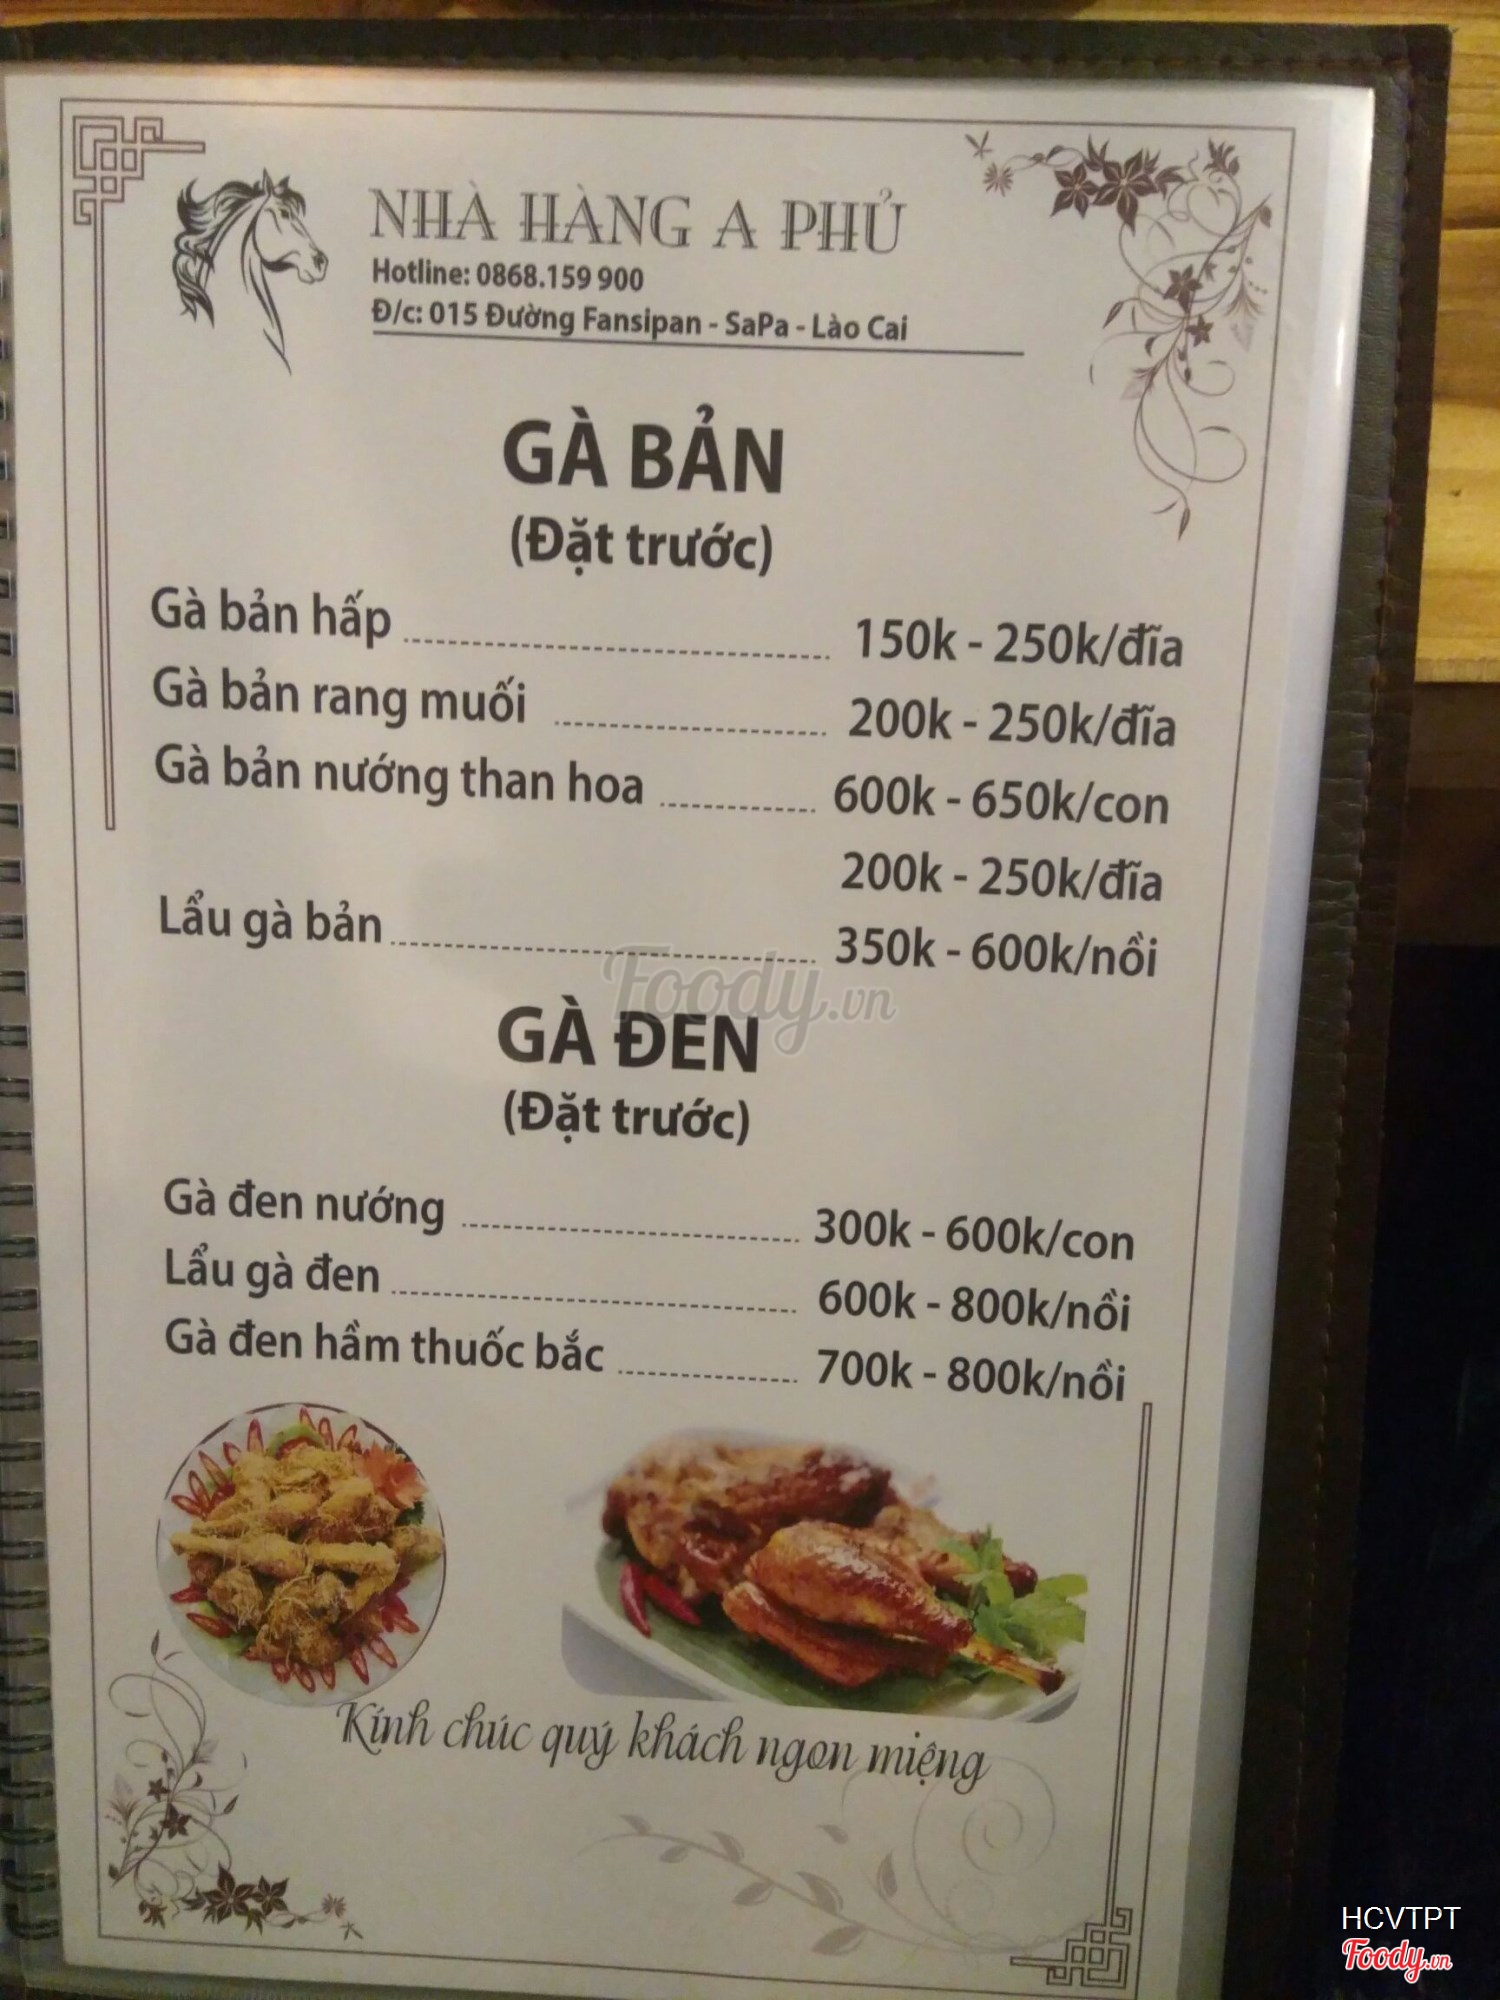 NHÀ HÀNG A PHỦ
Hotline: 0868.159 900
Đ/c: 015 Đường Fansipan - SaPa - Lào Cai
GÀ BẢN
(Đặt trước)
Gà bản hấp 150k - 250k/đĩa
Gà bản rang muối 200k - 250k/đĩa
Gà bản nướng than hoa 600k - 650k/con
200k - 250k/đĩa
Lẩu gà bản 350k - 600k/nồi
Foody.vn
GÀ ĐEN
(Đặt trước)
Gà đen nướng 300k - 600k/con
Lẩu gà đen 600k - 800k/nồi
Gà đen hầm thuốc bắc 700k - 800k/nồi
Kính chúc quý khách ngon miệng
HCVTPT
Foody.vn